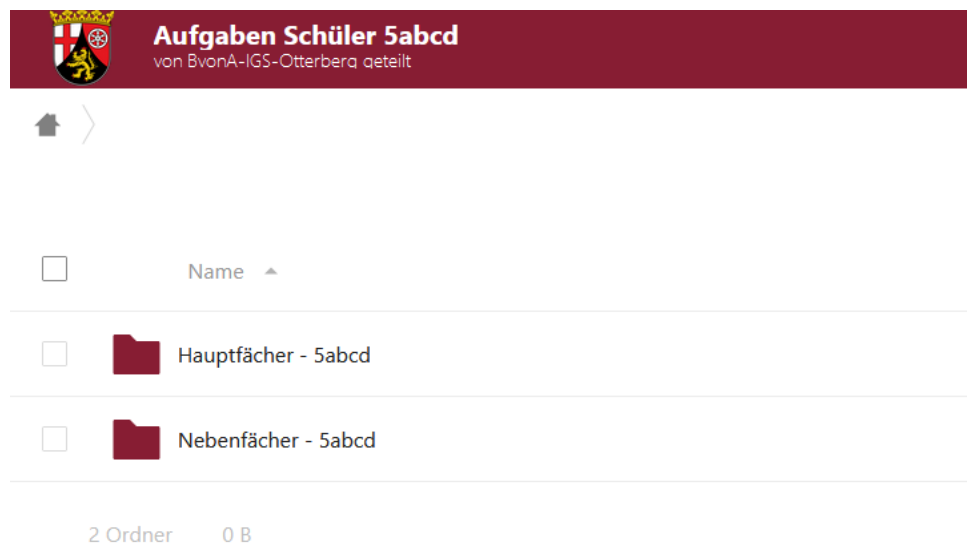 Aufgaben Schüler 5abcd
von BvonA-IGS-Otterberg geteilt
Name
Hauptfächer - 5abcd
Nebenfächer - 5abcd
2 Ordner 0 B